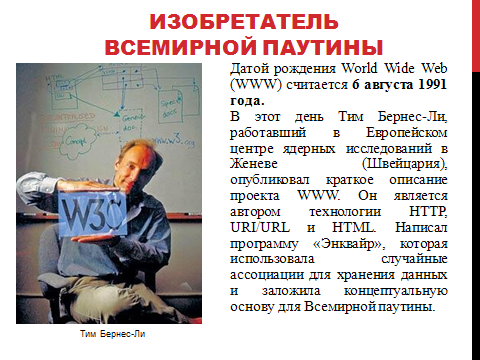 ИЗОБРЕТАТЕЛЬ
ВСЕМИРНОЙ ПАУТИНЫ
Датой рождения World Wide Web
(WWW) считается 6 августа 1991
года.
В этот день Тим Бернес-Ли,
работавший в Европейском
центре ядерных исследований в
Женеве (Швейцария),
опубликовал краткое описание
проекта WWW. Он является
автором технологии HTTP,
URI/URL и HTML. Написал
программу «Энквайр», которая
использовала случайные
ассоциации для хранения данных
и заложила концептуальную
основу для Всемирной паутины.
HTML
Concept
doc
W3C
Тим Бернес-Ли